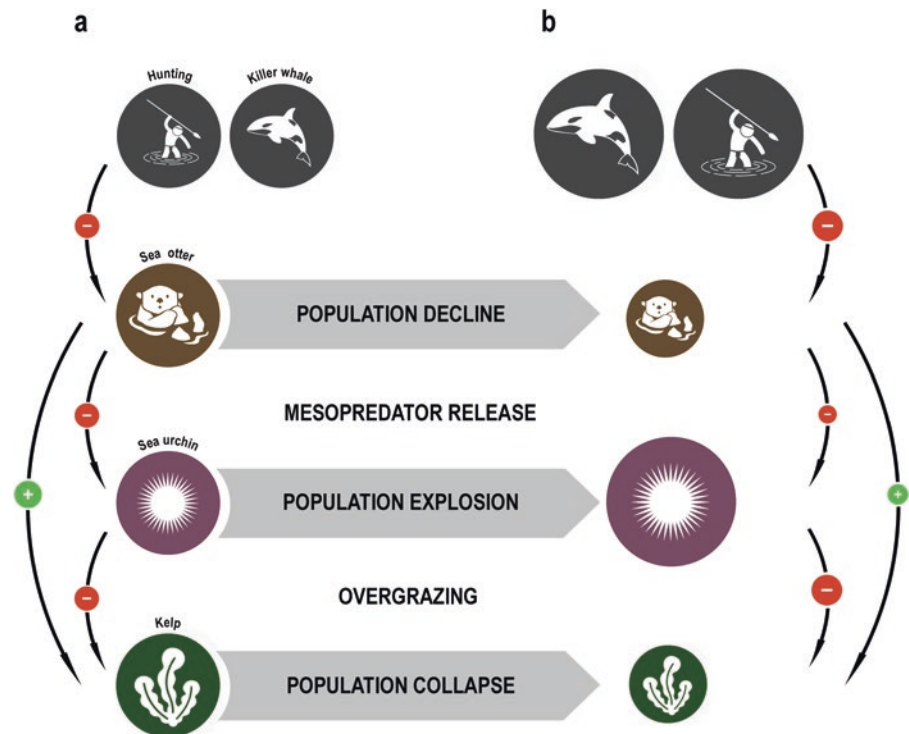 a
b
Hunting
Killer whale
Sea otter
POPULATION DECLINE
MESOPREDATOR RELEASE
Sea urchin
POPULATION EXPLOSION
OVERGRAZING
Kelp
POPULATION COLLAPSE